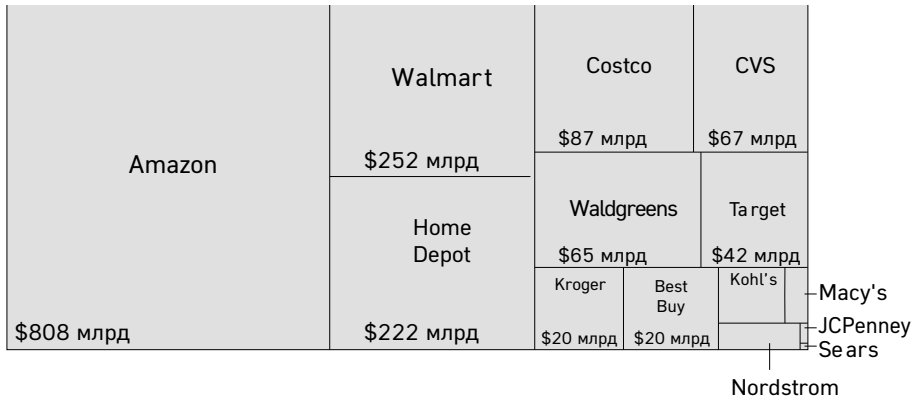 Amazon
$808 млрд
Walmart
$252 млрд
Home
Depot
$222 млрд
Costco
$87 млрд
CVS
$67 млрд
Waldgreens
$65 млрд
Target
$42 млрд
Kroger
$20 млрд
Best
Buy
$20 млрд
Kohl's
Macy's
JCPenney
Sears
Nordstrom